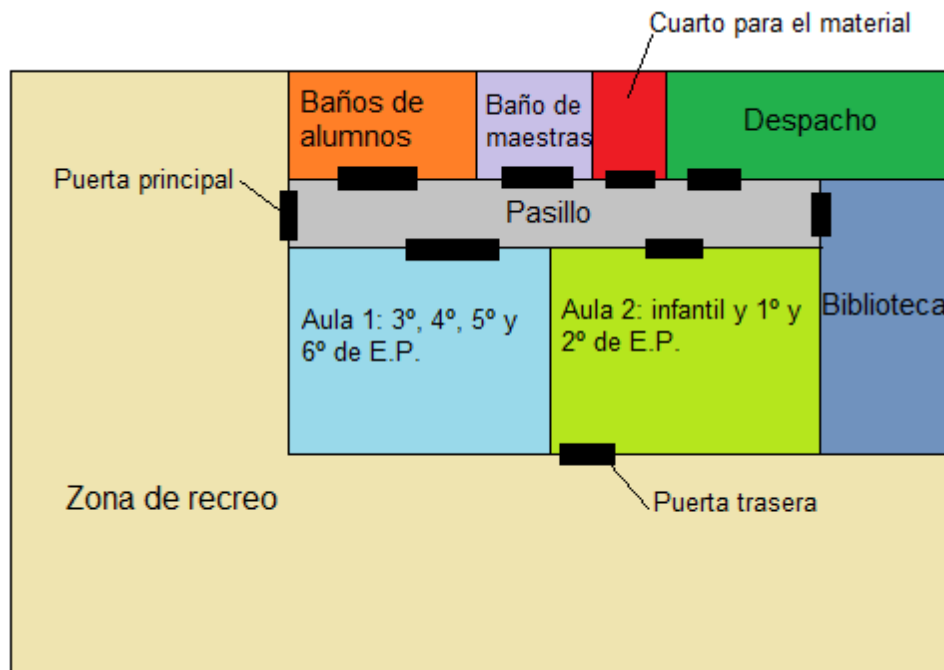 Cuarto para el material
Baños de
alumnos
Baño de
maestras
Despacho
Puerta principal
Pasillo
Aula 1: 3º, 4º, 5º y
6º de E.P.
Aula 2: infantil y 1º y
2º de E.P.
Biblioteca
Zona de recreo
Puerta trasera